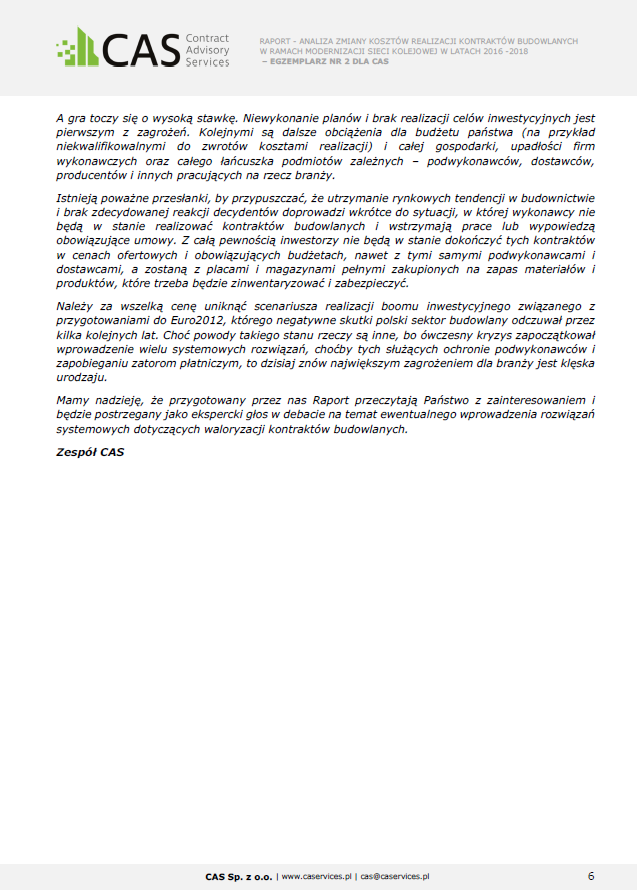 CAS Contract
Advisory
Services
RAPORT - ANALIZA ZMIANY KOSZTÓW REALIZACJI KONTRAKTÓW BUDOWLANYCH
W RAMACH MODERNIZACJI SIECI KOLEJOWEJ W LATACH 2016 -2018
– EGZEMPLARZ NR 2 DLA CAS
A gra toczy się o wysoką stawkę. Niewykonanie planów i brak realizacji celów inwestycyjnych jest
pierwszym z zagrożeń. Kolejnymi są dalsze obciążenia dla budżetu państwa (na przykład
niekwalifikowalnymi do zwrotów kosztami realizacji) i całej gospodarki, upadłości firm
wykonawczych oraz całego łańcuszka podmiotów zależnych – podwykonawców, dostawców,
producentów i innych pracujących na rzecz branży.
Istnieją poważne przesłanki, by przypuszczać, że utrzymanie rynkowych tendencji w budownictwie
i brak zdecydowanej reakcji decydentów doprowadzi wkrótce do sytuacji, w której wykonawcy nie
będą w stanie realizować kontraktów budowlanych i wstrzymają prace lub wypowiedzą
obowiązujące umowy. Z całą pewnością inwestorzy nie będą w stanie dokończyć tych kontraktów
w cenach ofertowych i obowiązujących budżetach, nawet z tymi samymi podwykonawcami i
dostawcami, a zostaną z placami i magazynami pełnymi zakupionych na zapas materiałów i
produktów, które trzeba będzie zinwentaryzować i zabezpieczyć.
Należy za wszelką cenę uniknąć scenariusza realizacji boomu inwestycyjnego związanego z
przygotowaniami do Euro2012, którego negatywne skutki polski sektor budowlany odczuwał przez
kilka kolejnych lat. Choć powody takiego stanu rzeczy są inne, bo ówczesny kryzys zapoczątkował
wprowadzenie wielu systemowych rozwiązań, choćby tych służących ochronie podwykonawców i
zapobieganiu zatorom płatniczym, to dzisiaj znów największym zagrożeniem dla branży jest klęska
urodzaju.
Mamy nadzieję, że przygotowany przez nas Raport przeczytają Państwo z zainteresowaniem i
będzie postrzegany jako ekspercki głos w debacie na temat ewentualnego wprowadzenia rozwiązań
systemowych dotyczących waloryzacji kontraktów budowlanych.
Zespół CAS
CAS Sp. z o.o. | www.caservices.pl | cas@caservices.pl 6